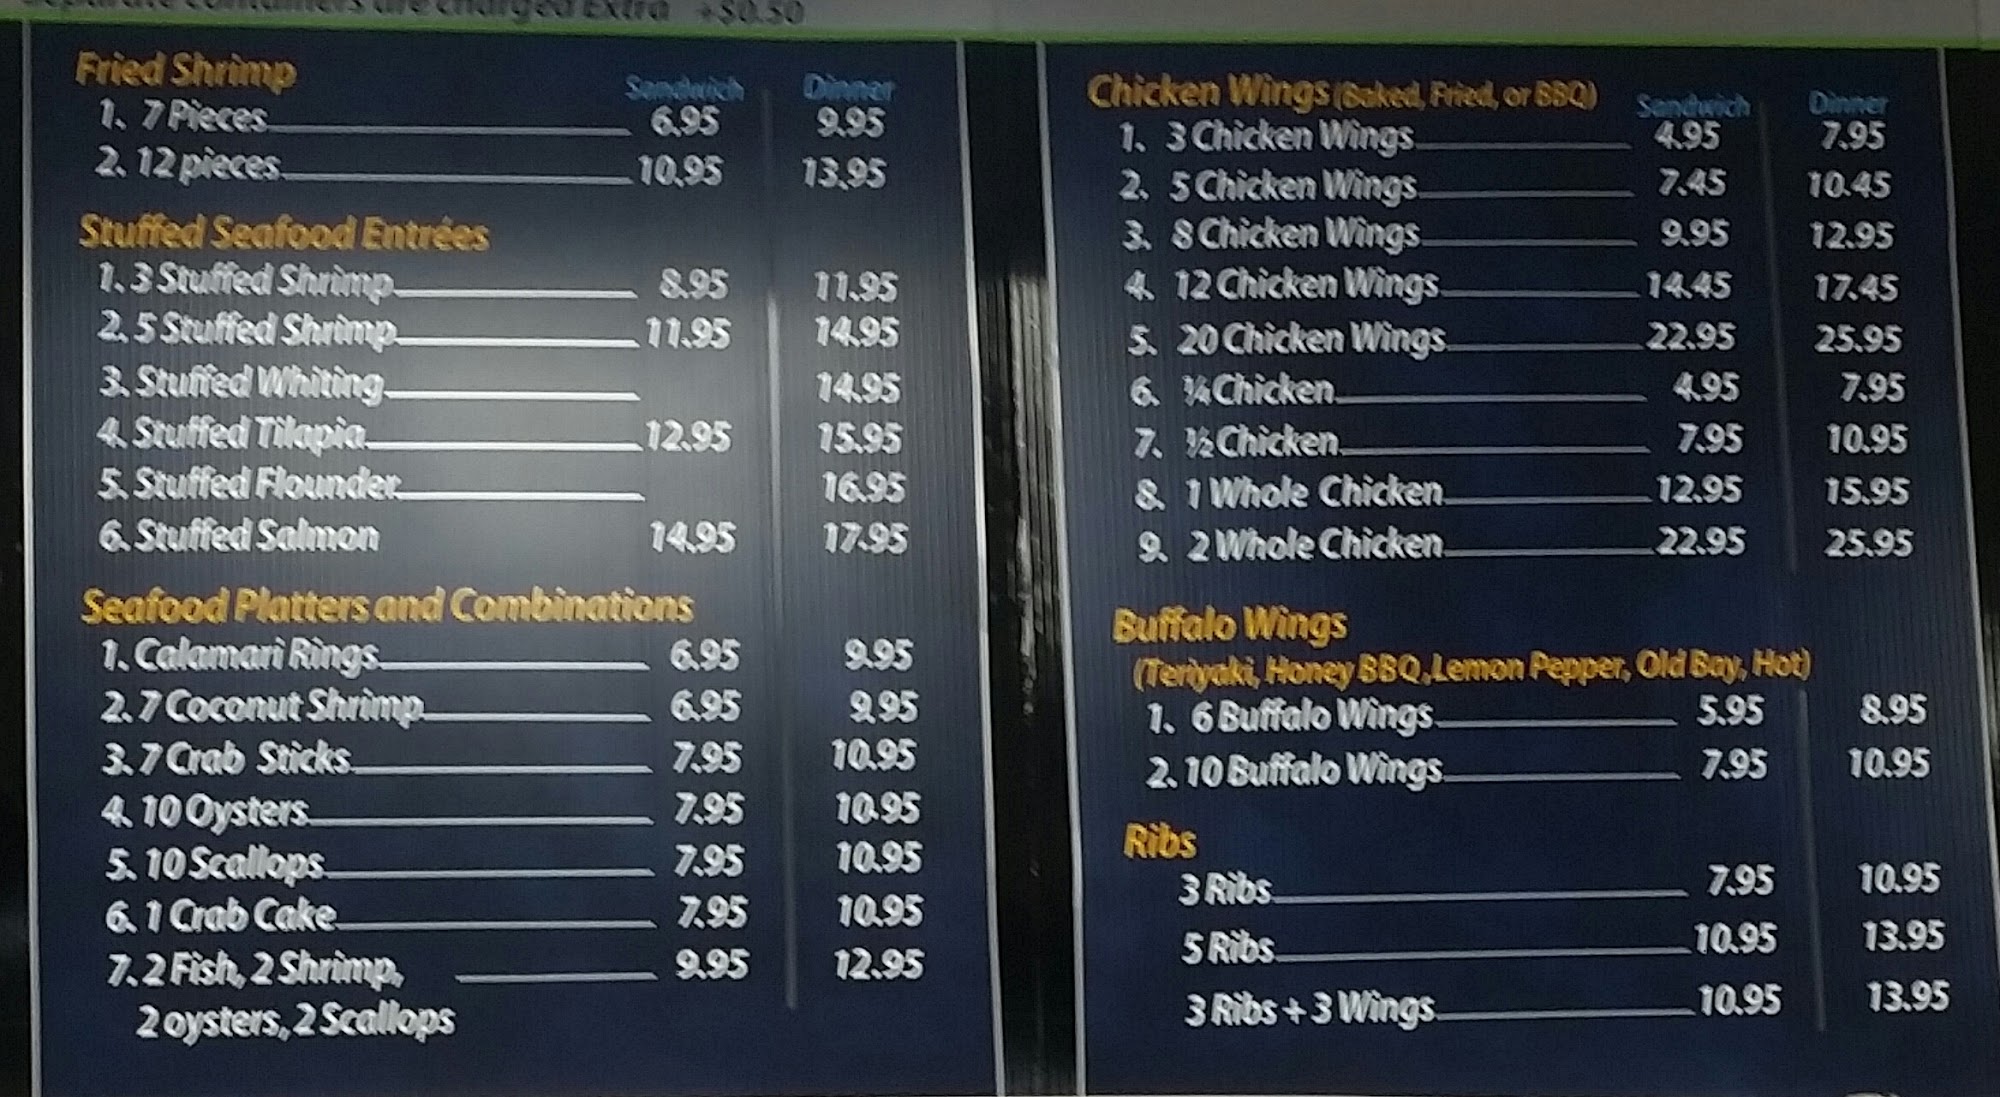 Separate containers are charged Extra +$0.50
Fried Shrimp Sandwich Dinner
1. 7 Pieces 6.95 9.95
2. 12 pieces 10.95 13.95
Stuffed Seafood Entrées
1. 3 Stuffed Shrimp 8.95 11.95
2. 5 Stuffed Shrimp 11.95 14.95
3. Stuffed Whiting 14.95
4. Stuffed Tilapia 12.95 15.95
5. Stuffed Flounder 16.95
6. Stuffed Salmon 14.95 17.95
Seafood Platters and Combinations
1. Calamari Rings 6.95 9.95
2. 7 Coconut Shrimp 6.95 9.95
3. 7 Crab Sticks 7.95 10.95
4. 10 Oysters 7.95 10.95
5. 10 Scallops 7.95 10.95
6. 1 Crab Cake 7.95 10.95
7. 2 Fish, 2 Shrimp, 9.95 12.95
2 oysters, 2 Scallops
Chicken Wings (Baked, Fried, or BBQ) Sandwich Dinner
1. 3 Chicken Wings 4.95 7.95
2. 5 Chicken Wings 7.45 10.45
3. 8 Chicken Wings 9.95 12.95
4. 12 Chicken Wings 14.45 17.45
5. 20 Chicken Wings 22.95 25.95
6. ¼ Chicken 4.95 7.95
7. ½ Chicken 7.95 10.95
8. 1 Whole Chicken 12.95 15.95
9. 2 Whole Chicken 22.95 25.95
Buffalo Wings
(Teriyaki, Honey BBQ, Lemon Pepper, Old Bay, Hot)
1. 6 Buffalo Wings 5.95 8.95
2. 10 Buffalo Wings 7.95 10.95
Ribs
3 Ribs 7.95 10.95
5 Ribs 10.95 13.95
3 Ribs + 3 Wings 10.95 13.95